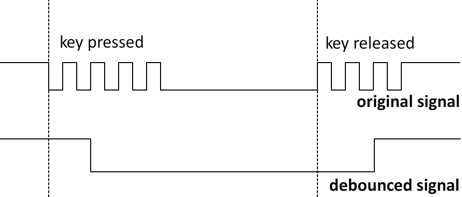 key pressed
key released
original signal
debounced signal